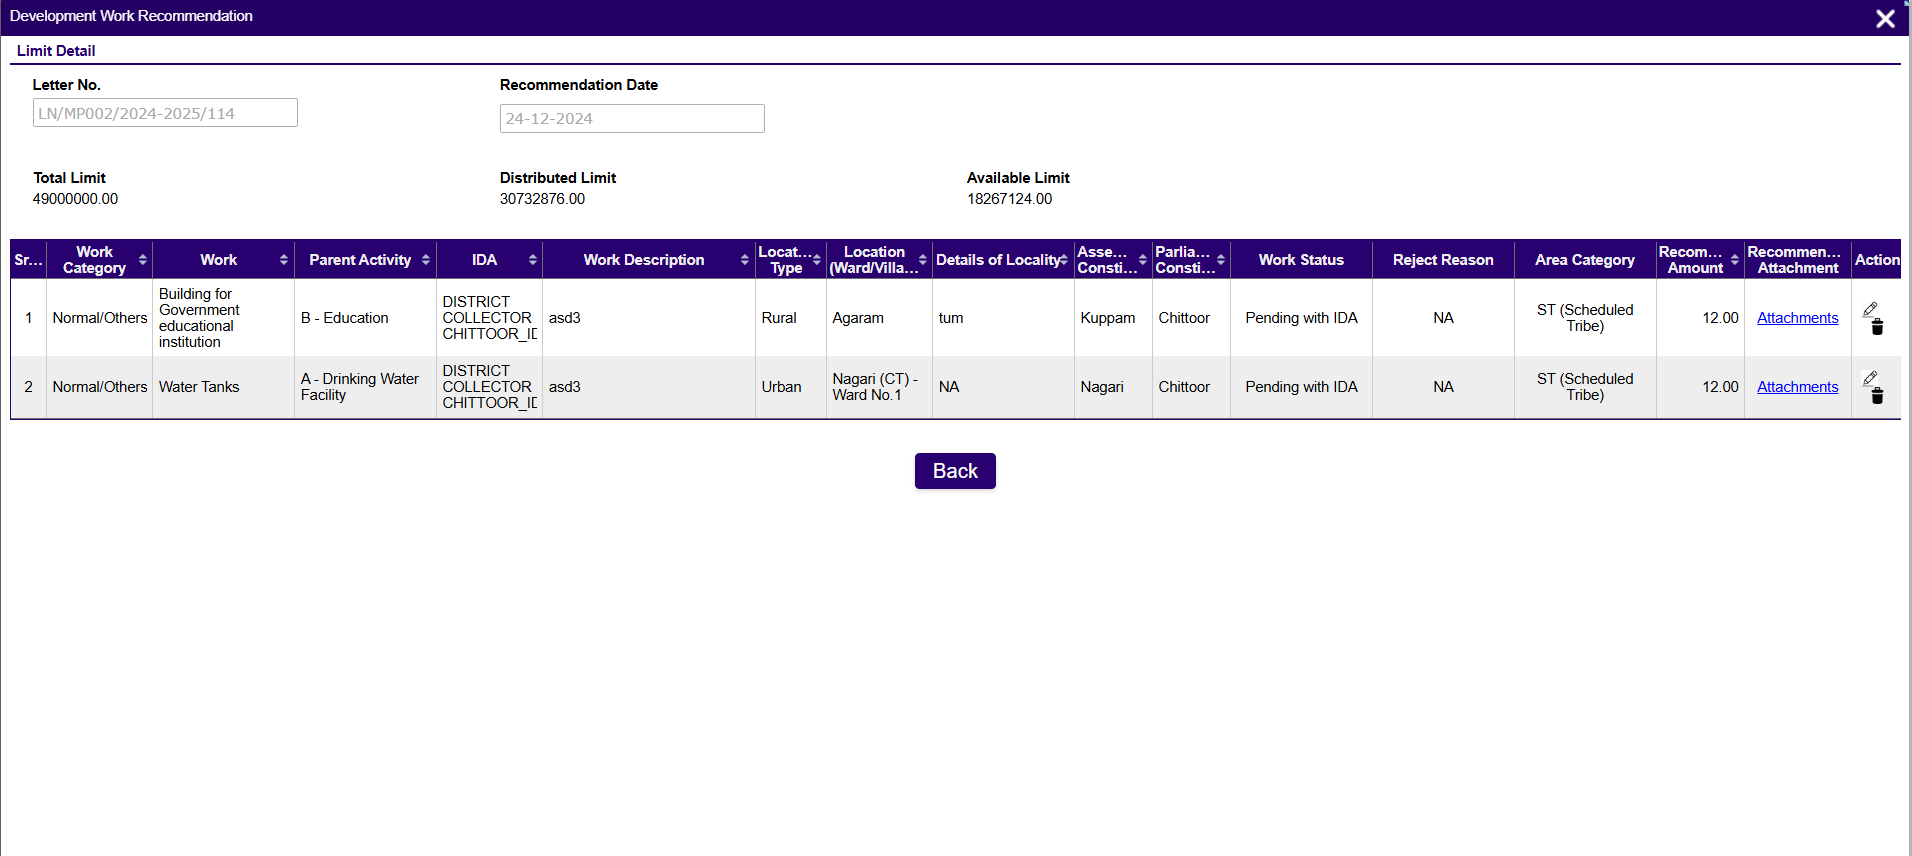 Development Work Recommendation
Limit Detail
Letter No.
Recommendation Date
LN/MP002/2024-2025/114
24-12-2024
Total Limit
Distributed Limit
Available Limit
49000000.00
30732876.00
18267124.00
Sr... Work Category Work Parent Activity IDA Work Description Locat... Type Location (Ward/Villa... Details of Locality Asse... Consti... Parlia... Consti... Work Status Reject Reason Area Category Recom... Amount Recommen... Attachment Action
1 Normal/Others Building for Government educational institution B - Education DISTRICT COLLECTOR CHITTOOR_ID asd3 Rural Agaram tum Kuppam Chittoor Pending with IDA NA ST (Scheduled Tribe) 12.00 Attachments
2 Normal/Others Water Tanks A - Drinking Water Facility DISTRICT COLLECTOR CHITTOOR_ID asd3 Urban Nagari (CT) - Ward No.1 NA Nagari Chittoor Pending with IDA NA ST (Scheduled Tribe) 12.00 Attachments
Back